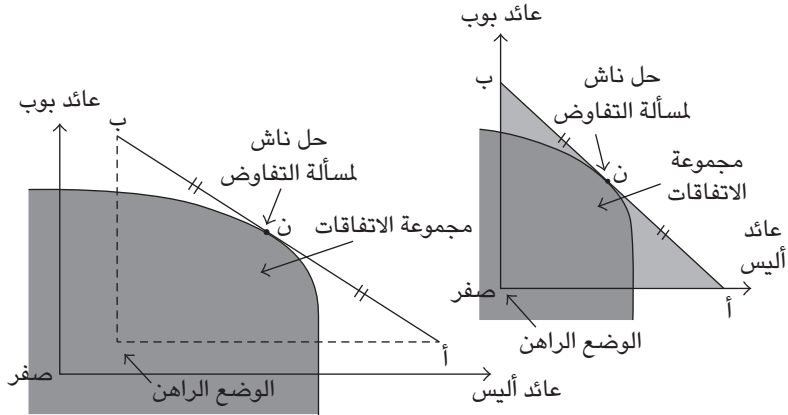 عائد بوب
ب
حل ناش
لمسألة التفاوض
ن
مجموعة
الاتفاقات
عائد
أليس
صفر
أ
الوضع الراهن
عائد بوب
ب
حل ناش
لمسألة التفاوض
ن
مجموعة الاتفاقات
أ
صفر
الوضع الراهن
عائد أليس